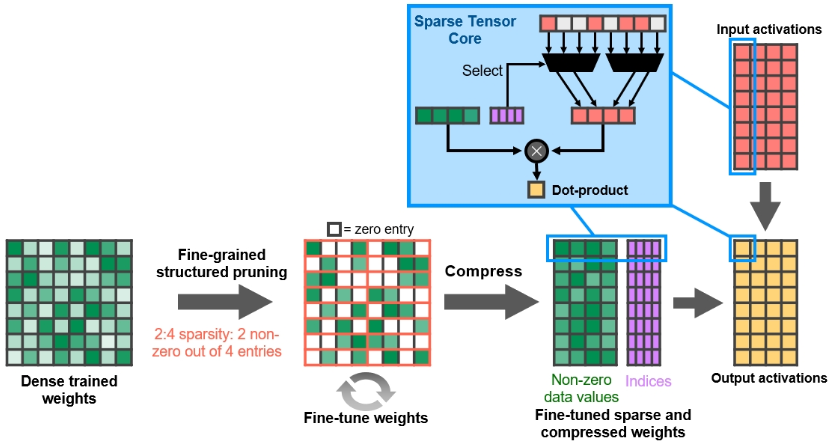 Sparse Tensor
Core
Select
Dot-product
Input activations
= zero entry
Fine-grained
structured pruning
2:4 sparsity: 2 non-
zero out of 4 entries
Compress
Dense trained
weights
Fine-tune weights
Non-zero
data values
Indices
Fine-tuned sparse and
compressed weights
Output activations